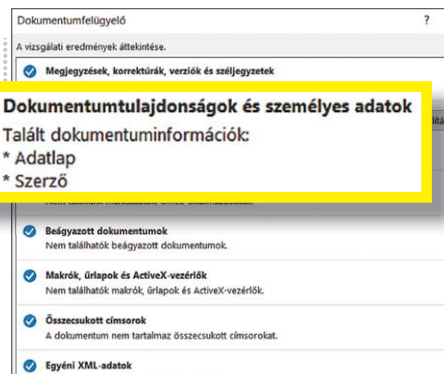 Dokumentumfelügyelő ?
A vizsgálati eredmények áttekintése.
Megjegyzések, korrektúrák, verziók és széljegyzetek
Dokumentumtulajdonságok és személyes adatok
Talált dokumentuminformációk:
* Adatlap
* Szerző
Beágyazott dokumentumok
Nem találhatók beágyazott dokumentumok.
Makrók, űrlapok és ActiveX-vezérlők
Nem találhatók makrók, űrlapok és ActiveX-vezérlők.
Összecsukott címsorok
A dokumentum nem tartalmaz összecsukott címsorokat.
Egyéni XML-adatok